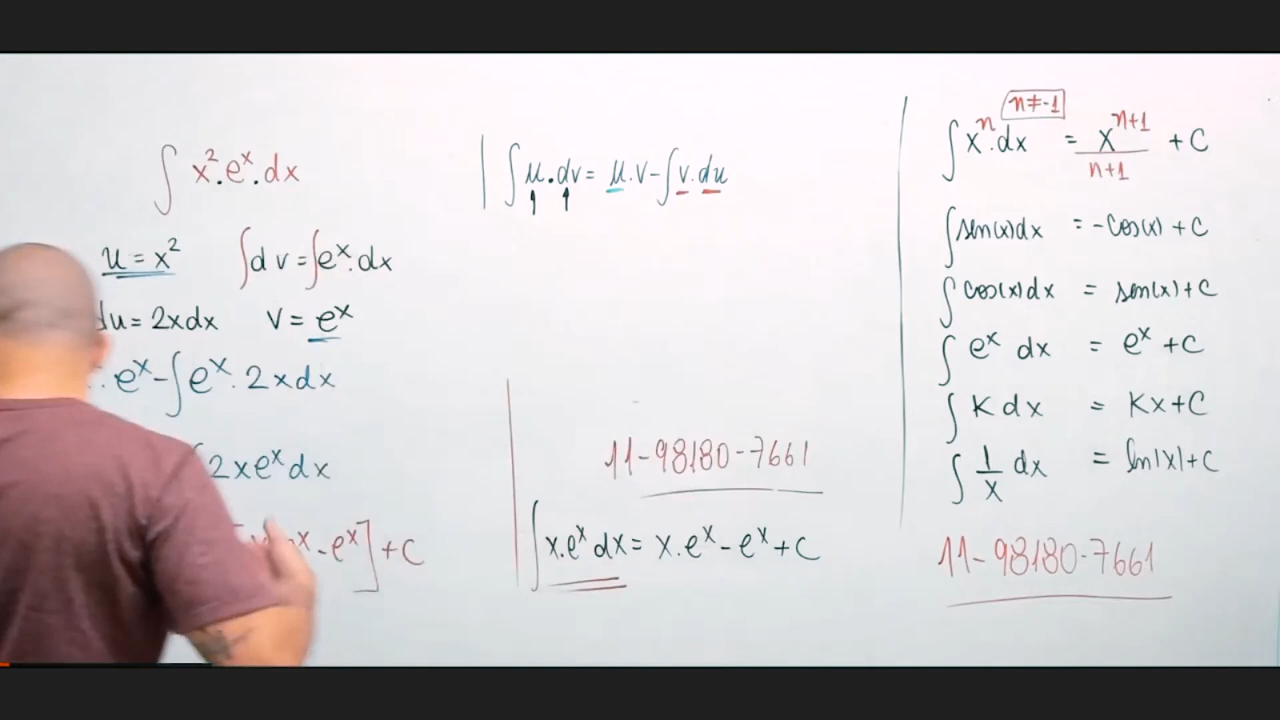 ∫ x².eˣ.dx
u = x² ∫dv = ∫eˣ.dx
du = 2xdx v = eˣ
. eˣ - ∫eˣ.2xdx
∫2xeˣdx
ˣ - eˣ] + C
∫u.dv = u.v - ∫v.du
11-98180-7661
∫x.eˣdx = x.eˣ - eˣ + C
n≠-1
∫xⁿ.dx = xⁿ⁺¹/n+1 + C
∫sen(x)dx = -cos(x) + C
∫cos(x)dx = sen(x) + C
∫eˣ dx = eˣ + C
∫K dx = Kx + C
∫1/x dx = ln|x| + C
11-98180-7661